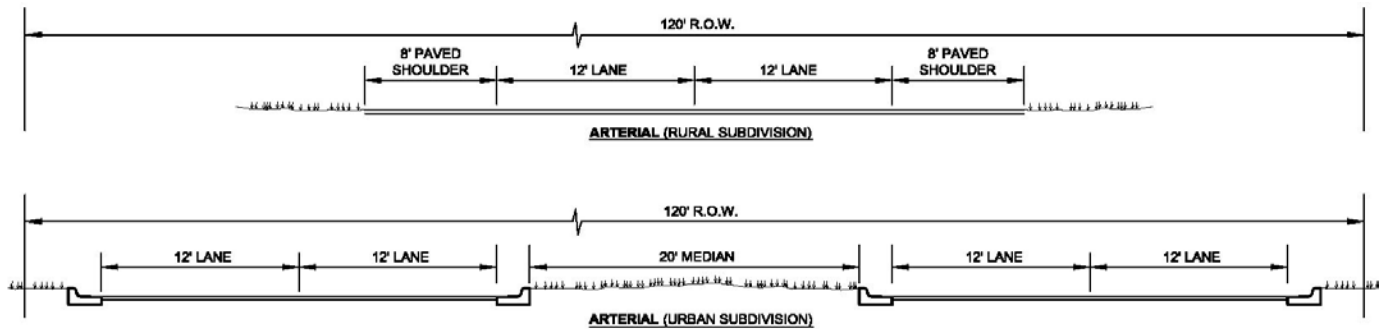 120' R.O.W.
8' PAVED
SHOULDER
12' LANE
12' LANE
8' PAVED
SHOULDER
ARTERIAL (RURAL SUBDIVISION)
120' R.O.W.
12' LANE
12' LANE
20' MEDIAN
12' LANE
12' LANE
ARTERIAL (URBAN SUBDIVISION)